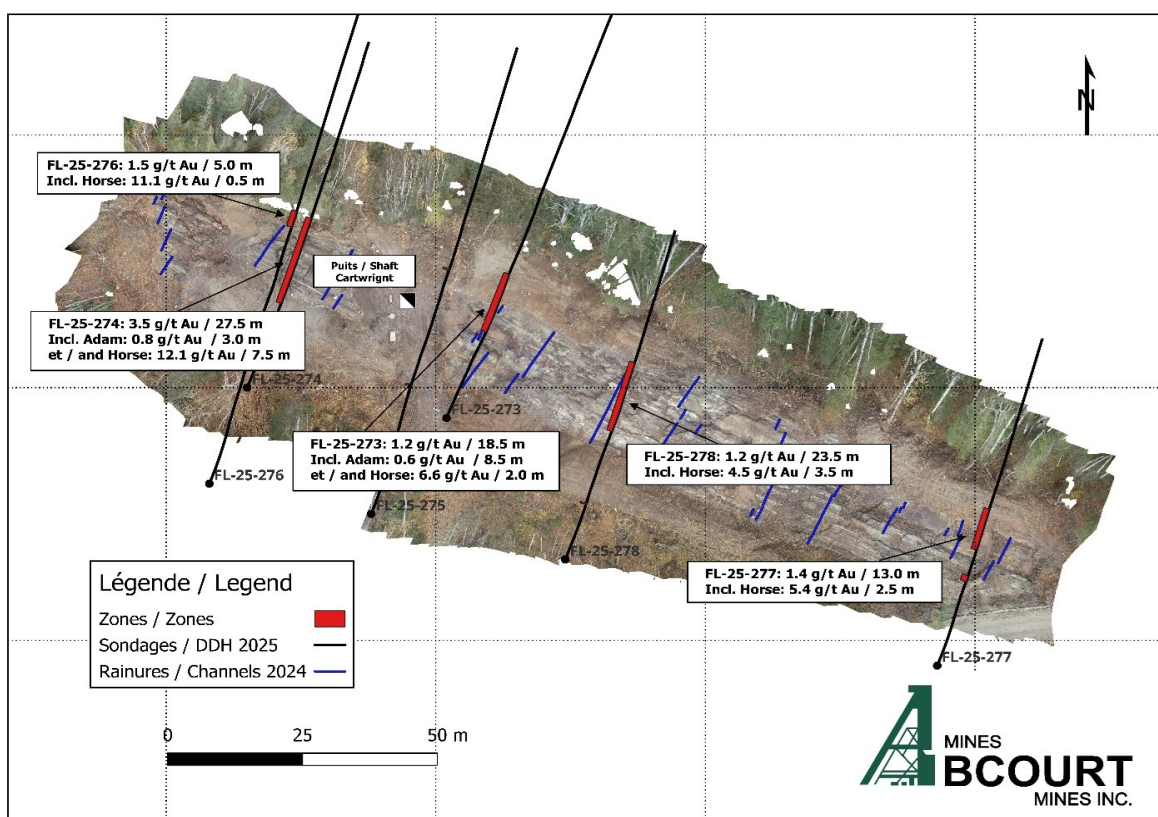 N
FL-25-276: 1.5 g/t Au / 5.0 m
Incl. Horse: 11.1 g/t Au / 0.5 m
Puits / Shaft
Cartwrignt
FL-25-274: 3.5 g/t Au / 27.5 m
Incl. Adam: 0.8 g/t Au / 3.0 m
et / and Horse: 12.1 g/t Au / 7.5 m
FL-25-274
FL-25-273
FL-25-273: 1.2 g/t Au / 18.5 m
Incl. Adam: 0.6 g/t Au / 8.5 m
et / and Horse: 6.6 g/t Au / 2.0 m
FL-25-278: 1.2 g/t Au / 23.5 m
Incl. Horse: 4.5 g/t Au / 3.5 m
FL-25-276
FL-25-275
FL-25-278
FL-25-277: 1.4 g/t Au / 13.0 m
Incl. Horse: 5.4 g/t Au / 2.5 m
FL-25-277
Légende / Legend
Zones / Zones
Sondages / DDH 2025
Rainures / Channels 2024
0 25 50 m
MINES
ABCOURT
MINES INC.